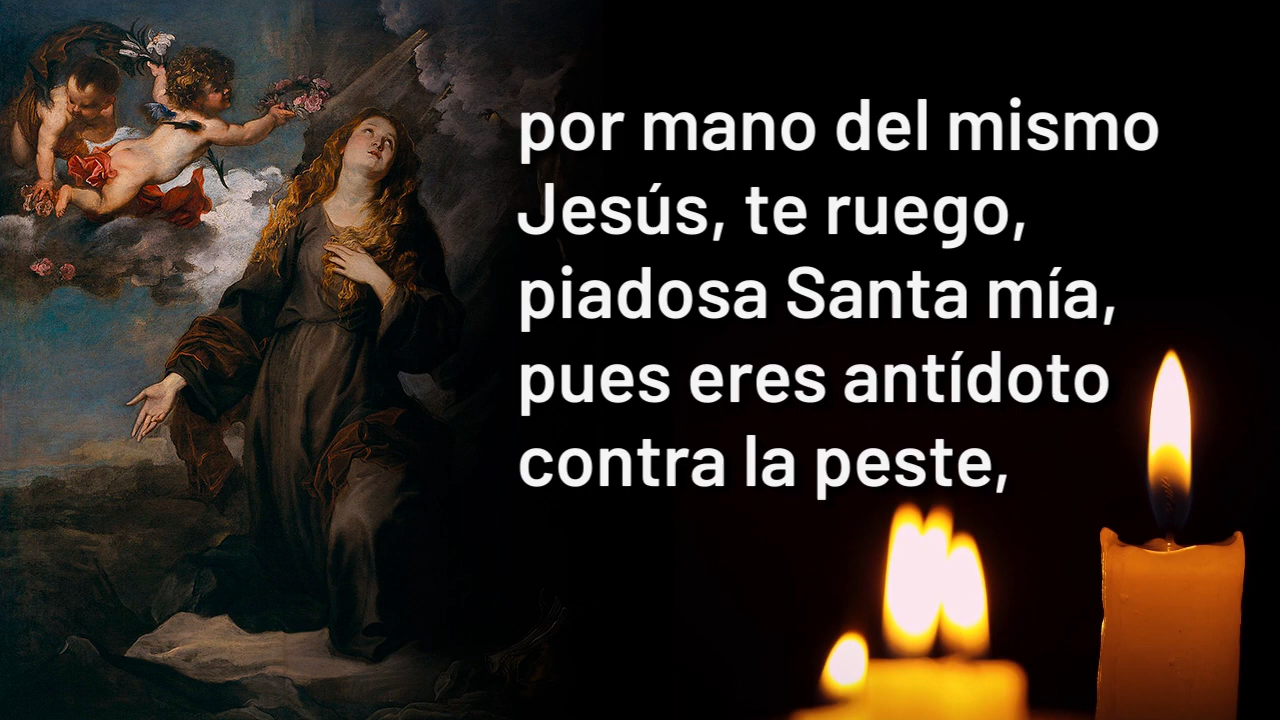 por mano del mismo
Jesús, te ruego,
piadosa Santa mía,
pues eres antídoto
contra la peste,